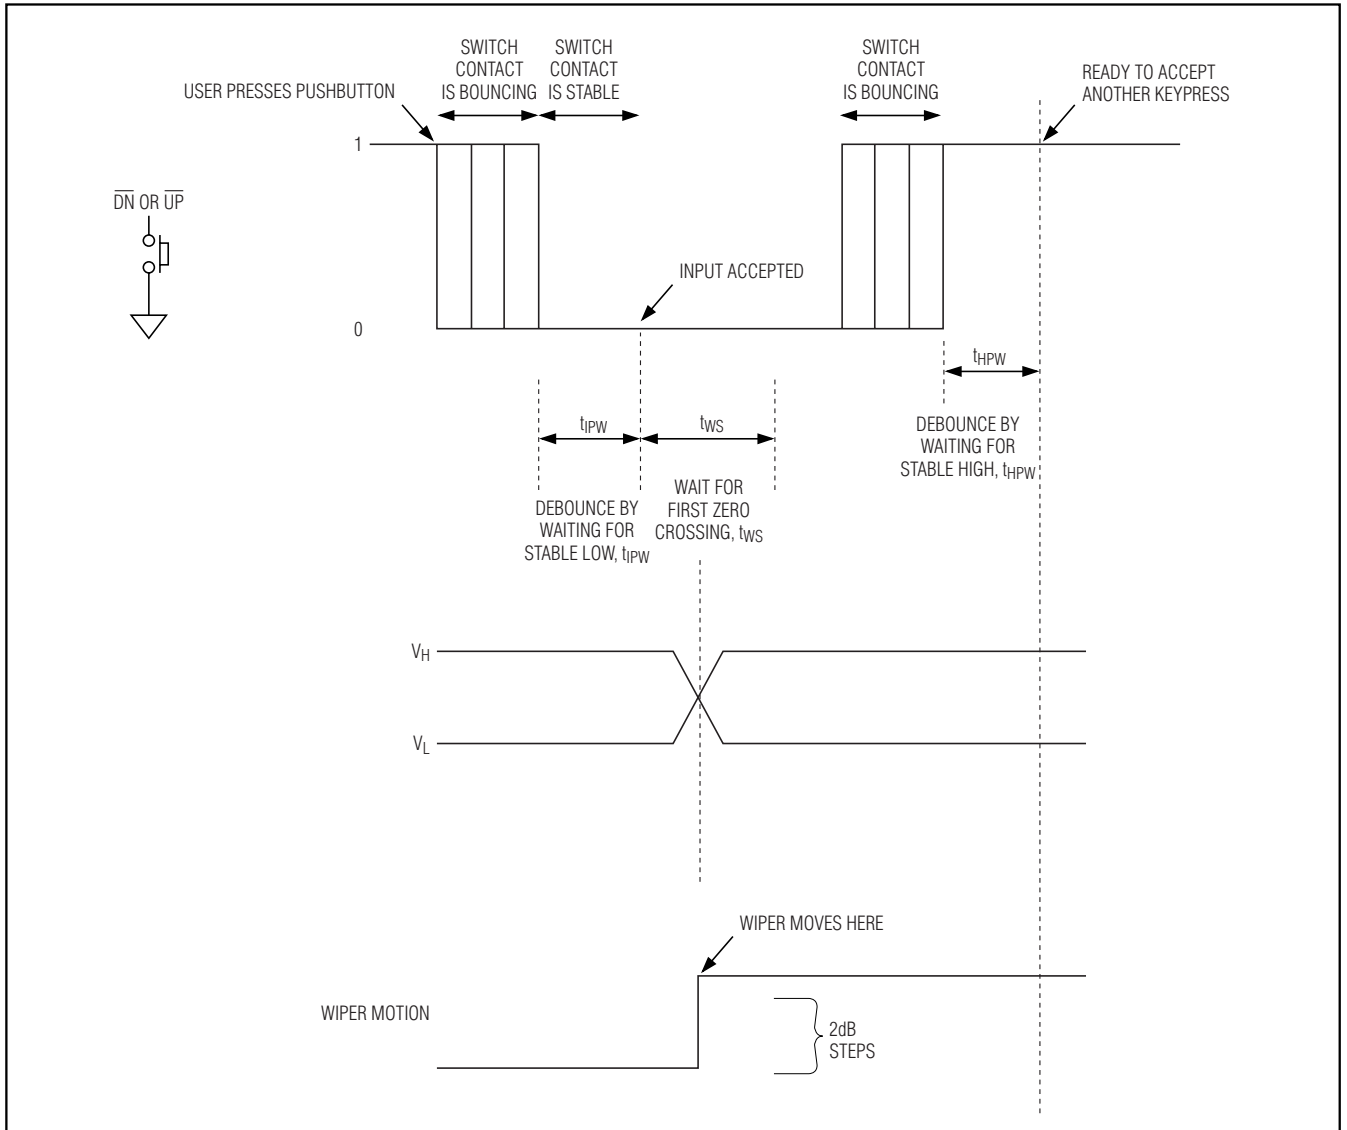 SWITCH
CONTACT
IS BOUNCING
SWITCH
CONTACT
IS STABLE
SWITCH
CONTACT
IS BOUNCING
USER PRESSES PUSHBUTTON
READY TO ACCEPT
ANOTHER KEYPRESS
1
DN OR UP
INPUT ACCEPTED
0
tHPW
DEBOUNCE BY
WAITING FOR
STABLE HIGH, tHPW
tIPW
tWS
DEBOUNCE BY
WAITING FOR
STABLE LOW, tIPW
WAIT FOR
FIRST ZERO
CROSSING, tWS
VH
VL
WIPER MOVES HERE
WIPER MOTION
2dB
STEPS